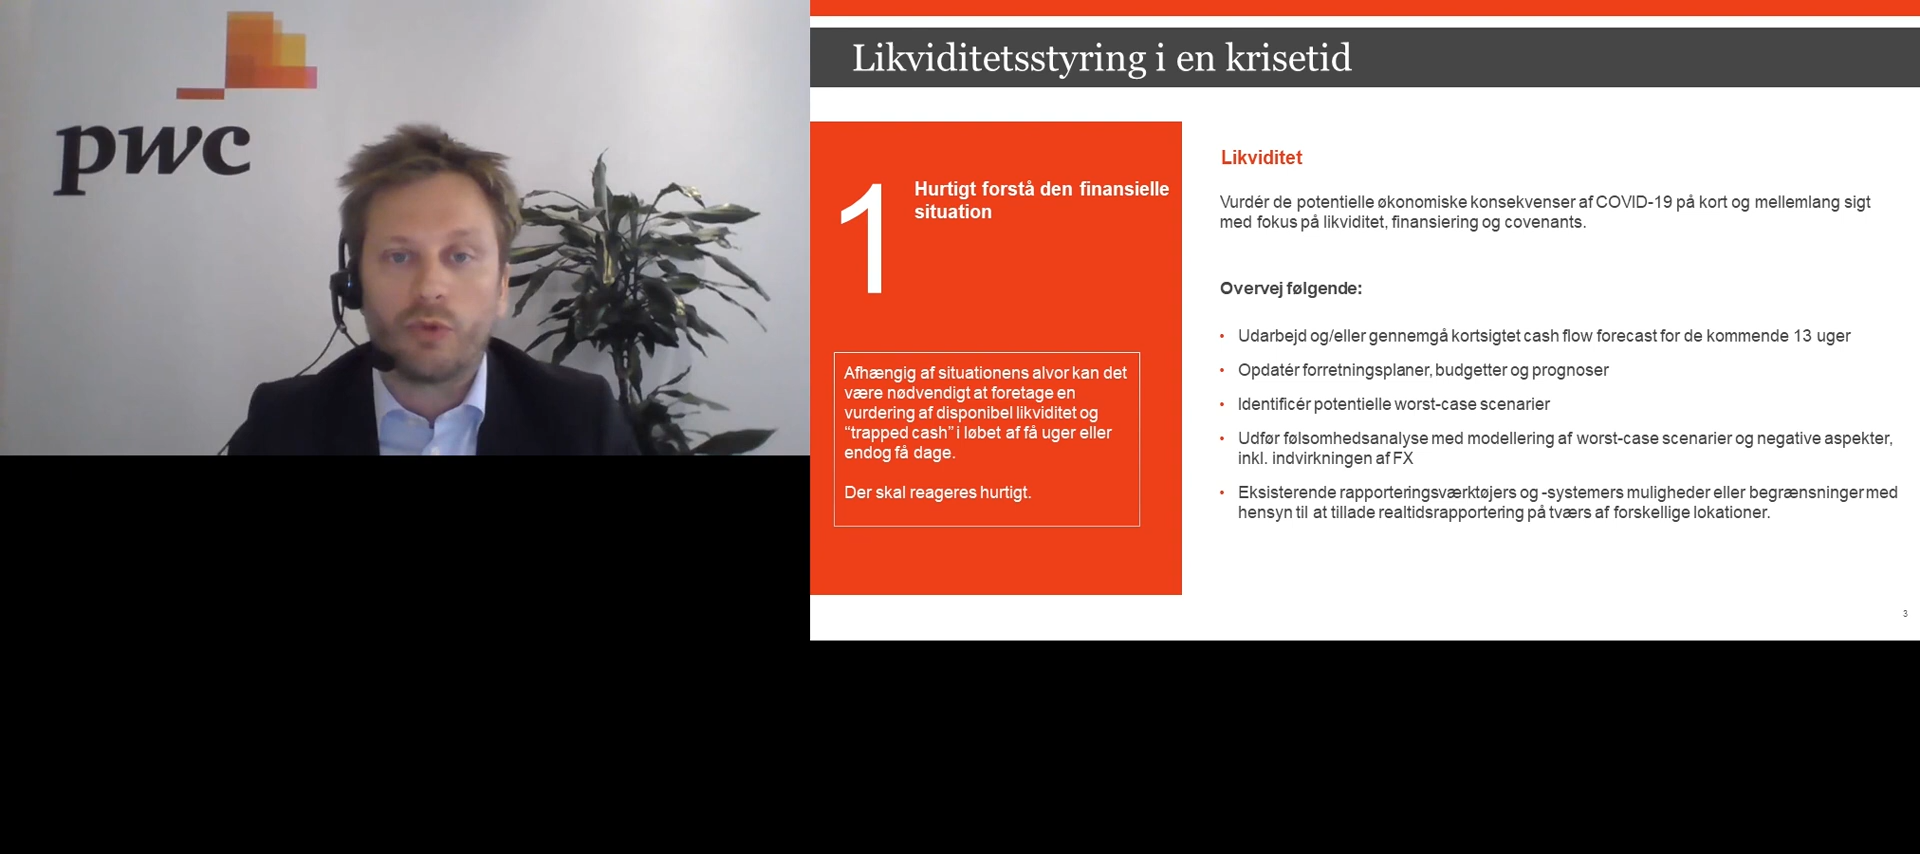 pwc
Likviditetsstyring i en krisetid
1
Hurtigt forstå den finansielle
situation
Afhængig af situationens alvor kan det
være nødvendigt at foretage en
vurdering af disponibel likviditet og
“trapped cash” i løbet af få uger eller
endog få dage.
Der skal reageres hurtigt.
Likviditet
Vurdér de potentielle økonomiske konsekvenser af COVID-19 på kort og mellemlang sigt
med fokus på likviditet, finansiering og covenants.
Overvej følgende:
• Udarbejd og/eller gennemgå kortsigtet cash flow forecast for de kommende 13 uger
• Opdatér forretningsplaner, budgetter og prognoser
• Identificér potentielle worst-case scenarier
• Udfør følsomhedsanalyse med modellering af worst-case scenarier og negative aspekter,
inkl. indvirkningen af FX
• Eksisterende rapporteringsværktøjers og -systemers muligheder eller begrænsninger med
hensyn til at tillade realtidsrapportering på tværs af forskellige lokationer.
3